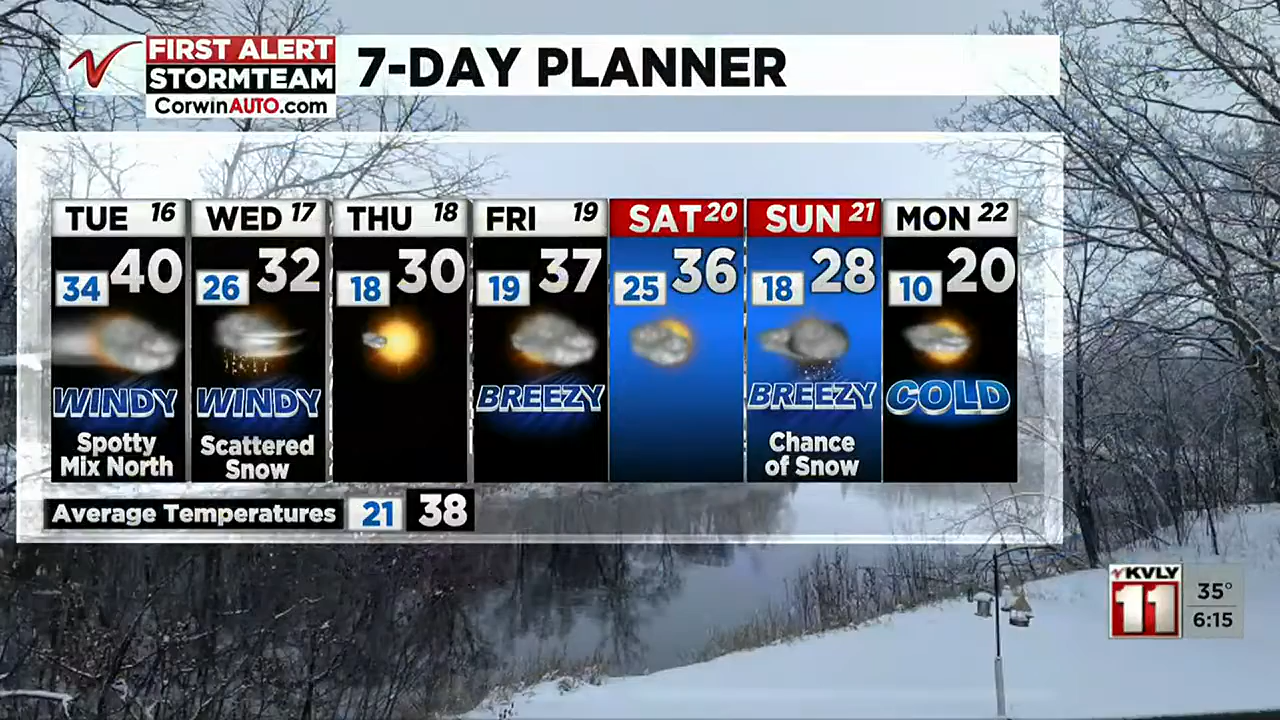 FIRST ALERT
STORMTEAM
CorwinAUTO.com
7-DAY PLANNER
TUE 16
WED 17
THU 18
FRI 19
SAT 20
SUN 21
MON 22
34 40
26 32
18 30
19 37
25 36
18 28
10 20
WINDY
WINDY
BREEZY
BREEZY
COLD
Spotty
Mix North
Scattered
Snow
Chance
of Snow
Average Temperatures 21 38
KVLY
11
35°
6:15